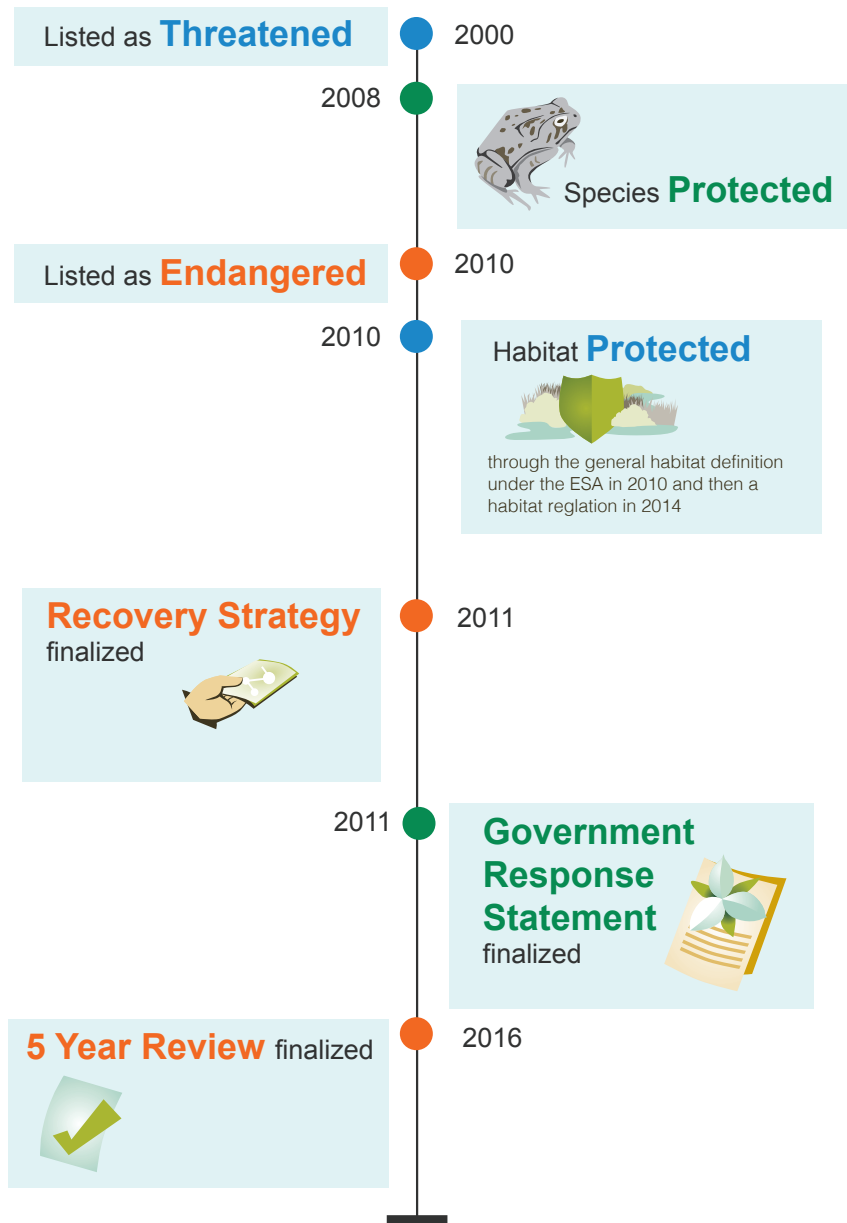 Listed as Threatened
2000
2008
Species Protected
Listed as Endangered
2010
2010
Habitat Protected
through the general habitat definition
under the ESA in 2010 and then a
habitat reglation in 2014
Recovery Strategy
finalized
2011
2011
Government
Response
Statement
finalized
5 Year Review finalized
2016